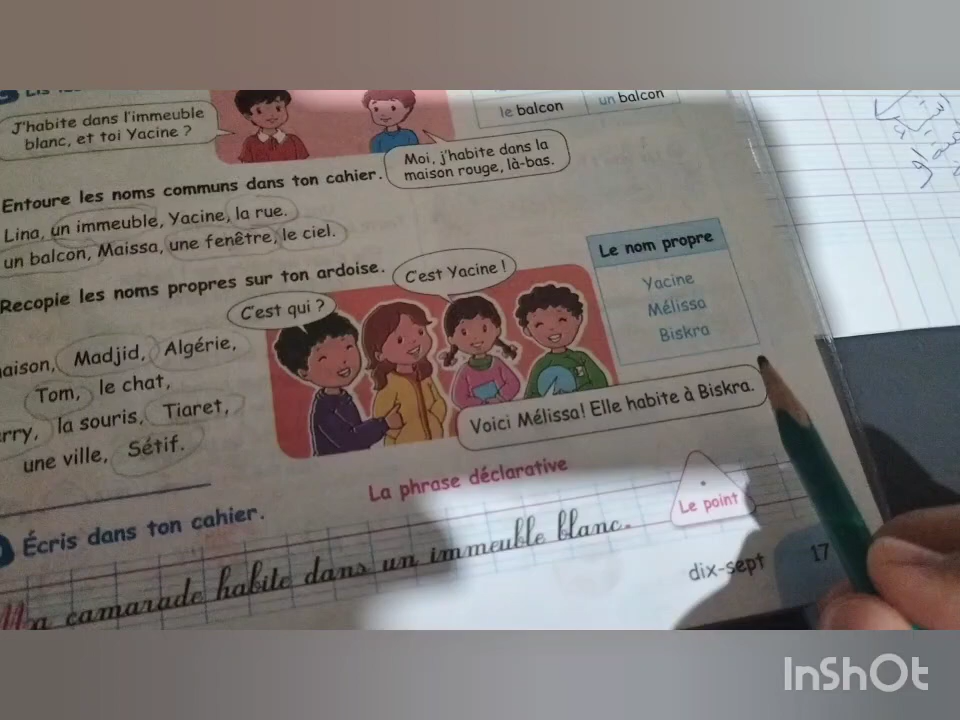 J'habite dans l'immeuble
blanc, et toi Yacine ?
Moi, j'habite dans la
maison rouge, là-bas.
le balcon
un balcon
Entoure les noms communs dans ton cahier.
Lina, un immeuble, Yacine, la rue.
un balcon, Maissa, une fenêtre, le ciel.
Recopie les noms propres sur ton ardoise.
C'est qui ?
C'est Yacine !
Le nom propre
Yacine
Mélissa
Biskra
Madjid, Algérie,
Tom, le chat,
la souris, Tiaret,
une ville, Sétif.
Voici Mélissa! Elle habite à Biskra.
La phrase déclarative
Le point
Écris dans ton cahier.
camarade habite dans un immeuble blanc.
dix-sept 17
InShOt